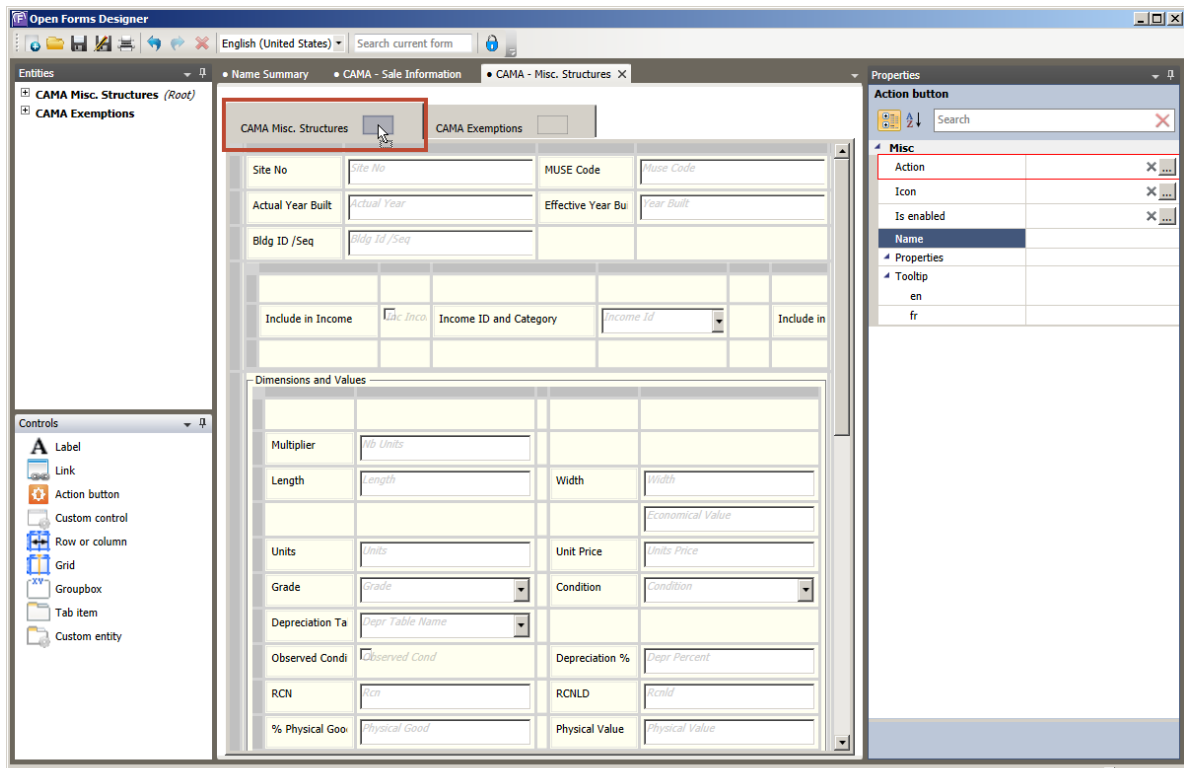 Open Forms Designer
English (United States)
Search current form
Entities
CAMA Misc. Structures (Root)
CAMA Exemptions
Controls
Label
Link
Action button
Custom control
Row or column
Grid
XY
Groupbox
Tab item
Custom entity
Name Summary
CAMA - Sale Information
CAMA - Misc. Structures
CAMA Misc. Structures
CAMA Exemptions
Site No Site No MUSE Code Muse Code
Actual Year Built Actual Year Effective Year Bui Year Built
Bldg ID /Seq Bldg Id /Seq
Include in Income Inc Inco Income ID and Category Income Id Include in
Dimensions and Values
Multiplier Nb Units
Length Length Width Width
Economical Value
Units Units Unit Price Units Price
Grade Grade Condition Condition
Depreciation Ta Depr Table Name
Observed Condi Observed Cond Depreciation % Depr Percent
RCN Rcn RCNLD Rcnld
% Physical Goo Physical Good Physical Value Physical Value
Properties
Action button
Search
Misc
Action
Icon
Is enabled
Name
Properties
Tooltip
en
fr